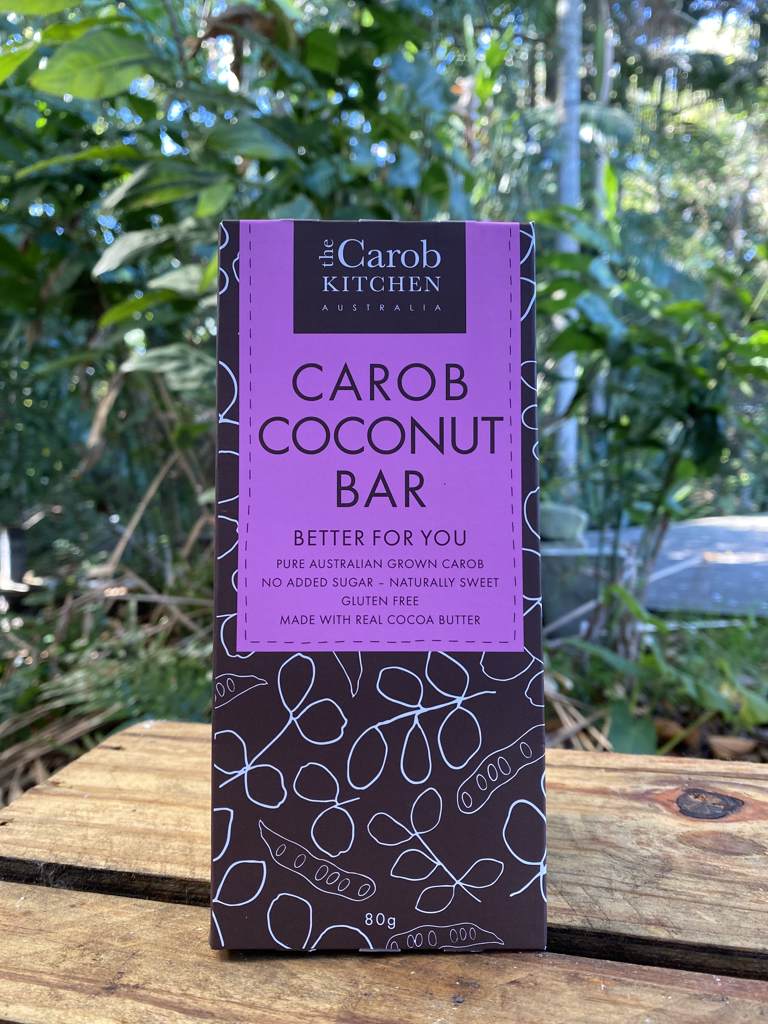 the Carob
KITCHEN
AUSTRALIA
CAROB
COCONUT
BAR
BETTER FOR YOU
PURE AUSTRALIAN GROWN CAROB
NO ADDED SUGAR – NATURALLY SWEET
GLUTEN FREE
MADE WITH REAL COCOA BUTTER
80g